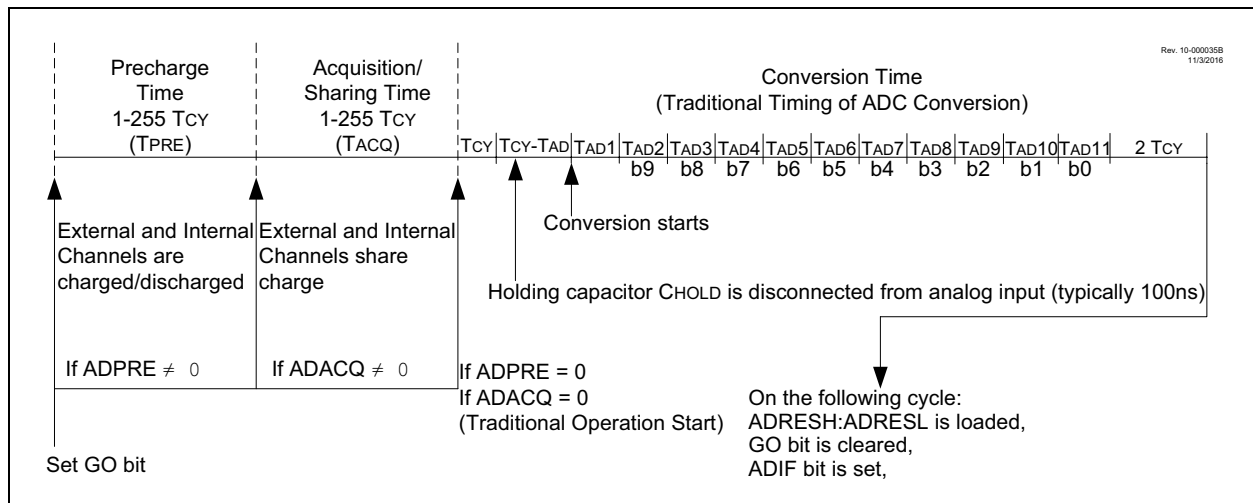 Rev. 10-000035B
11/3/2016
Precharge
Time
1-255 TCY
(TPRE)
Acquisition/
Sharing Time
1-255 TCY
(TACQ)
Conversion Time
(Traditional Timing of ADC Conversion)
TCY TCY-TAD TAD1 TAD2 TAD3 TAD4 TAD5 TAD6 TAD7 TAD8 TAD9 TAD10 TAD11 2 TCY
b9 b8 b7 b6 b5 b4 b3 b2 b1 b0
External and Internal
Channels are
charged/discharged
External and Internal
Channels share
charge
Conversion starts
Holding capacitor CHOLD is disconnected from analog input (typically 100ns)
If ADPRE ≠ 0
If ADACQ ≠ 0
If ADPRE = 0
If ADACQ = 0
(Traditional Operation Start)
On the following cycle:
ADRESH:ADRESL is loaded,
GO bit is cleared,
ADIF bit is set,
Set GO bit